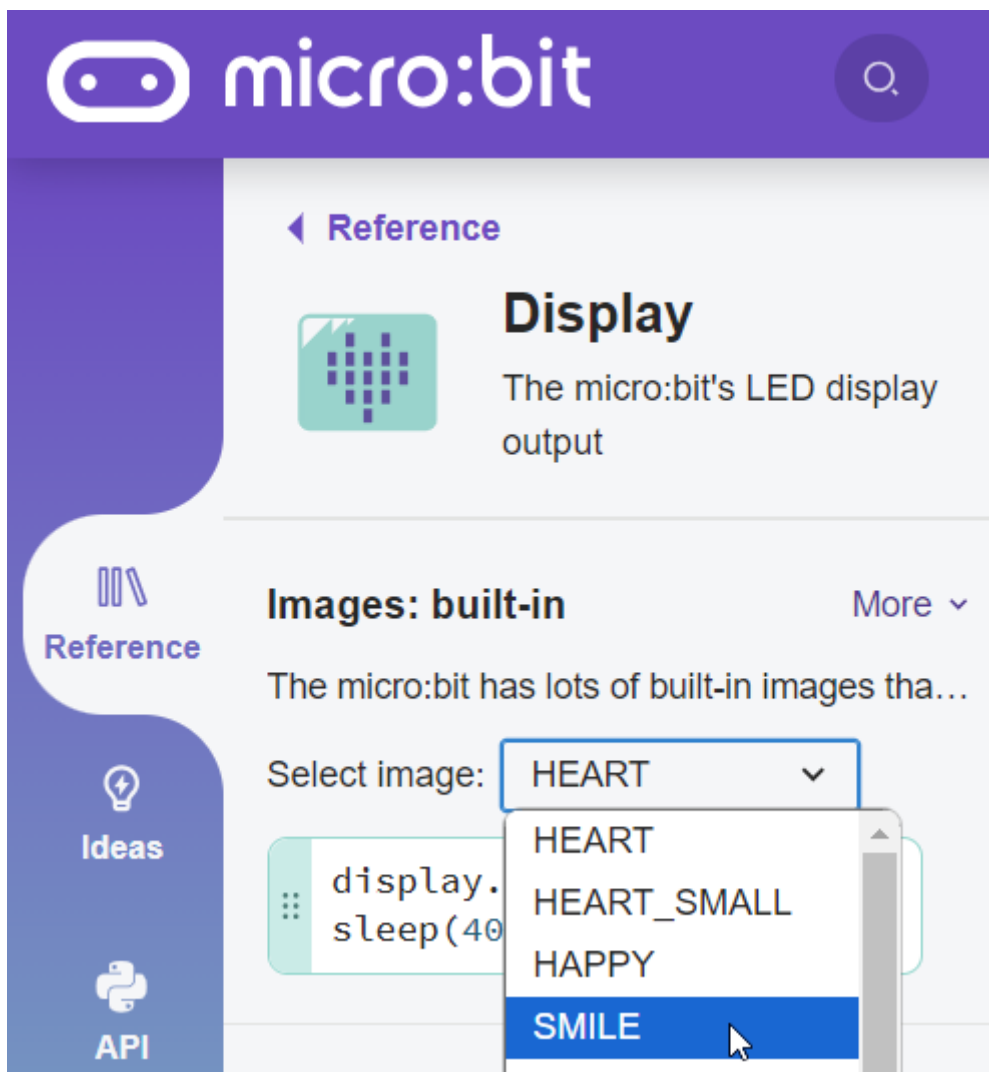 micro:bit
Reference
Display
The micro:bit's LED display
output
Reference
Images: built-in
More
The micro:bit has lots of built-in images tha…
Select image: HEART
HEART
HEART_SMALL
HAPPY
SMILE
display.
sleep(40
Ideas
API